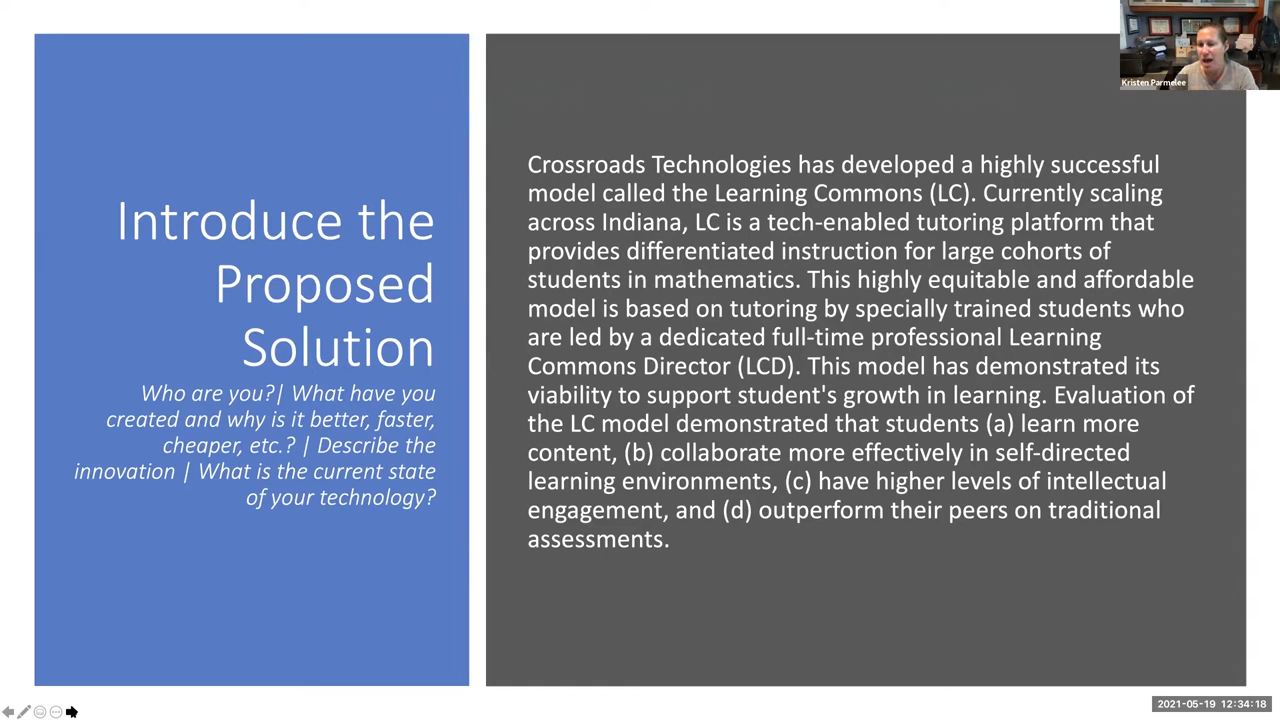 Introduce the
Proposed
Solution
Who are you?| What have you
created and why is it better, faster,
cheaper, etc.? | Describe the
innovation | What is the current state
of your technology?
Crossroads Technologies has developed a highly successful
model called the Learning Commons (LC). Currently scaling
across Indiana, LC is a tech-enabled tutoring platform that
provides differentiated instruction for large cohorts of
students in mathematics. This highly equitable and affordable
model is based on tutoring by specially trained students who
are led by a dedicated full-time professional Learning
Commons Director (LCD). This model has demonstrated its
viability to support student's growth in learning. Evaluation of
the LC model demonstrated that students (a) learn more
content, (b) collaborate more effectively in self-directed
learning environments, (c) have higher levels of intellectual
engagement, and (d) outperform their peers on traditional
assessments.
Kristen Parmelee
2021-05-19 12:34:18